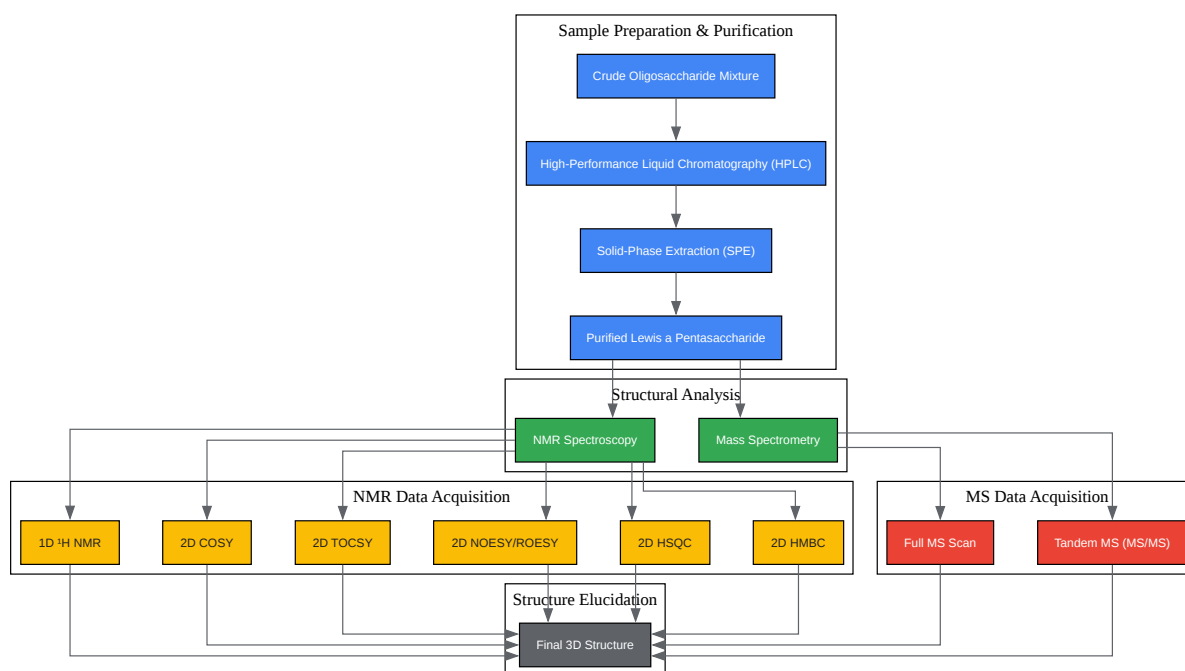 Sample Preparation & Purification
Crude Oligosaccharide Mixture
High-Performance Liquid Chromatography (HPLC)
Solid-Phase Extraction (SPE)
Purified Lewis a Pentasaccharide
Structural Analysis
NMR Spectroscopy
Mass Spectrometry
NMR Data Acquisition
MS Data Acquisition
1D ¹H NMR
2D COSY
2D TOCSY
2D NOESY/ROESY
2D HSQC
2D HMBC
Full MS Scan
Tandem MS (MS/MS)
Structure Elucidation
Final 3D Structure